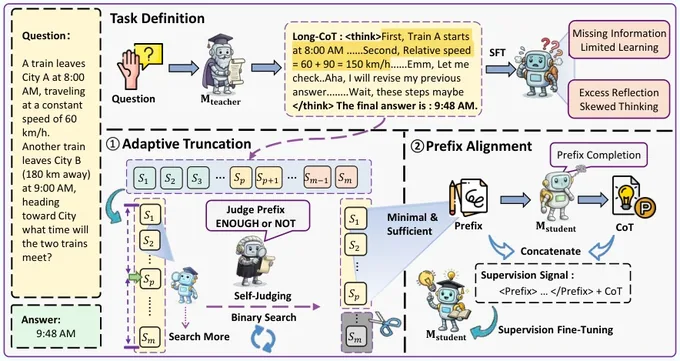 Question:
A train leaves
City A at 8:00
AM, traveling
at a constant
speed of 60
km/h.
Another train
leaves City B
(180 km away)
at 9:00 AM,
heading
toward City
what time will
the two trains
meet?
Answer:
9:48 AM
Task Definition
Question
Mteacher
Long-CoT : <think>First, Train A starts
at 8:00 AM ......Second, Relative speed
= 60 + 90 = 150 km/h......Emm, Let me
check..Aha, I will revise my previous
answer........Wait, these steps maybe
</think> The final answer is : 9:48 AM.
SFT
Missing Information
Limited Learning
Excess Reflection
Skewed Thinking
① Adaptive Truncation
S1 S2 S3 ... Sp Sp+1 ... Sm−1 Sm
S1
S2
Sp
Sm
Judge Prefix
ENOUGH or NOT
Self-Judging
Search More
Binary Search
S1
S2
Sp
Sm
② Prefix Alignment
Minimal &
Sufficient
Prefix
Prefix Completion
Mstudent
CoT
P
Concatenate
Supervision Signal :
<Prefix> ... </Prefix> + CoT
Mstudent
Supervision Fine-Tuning